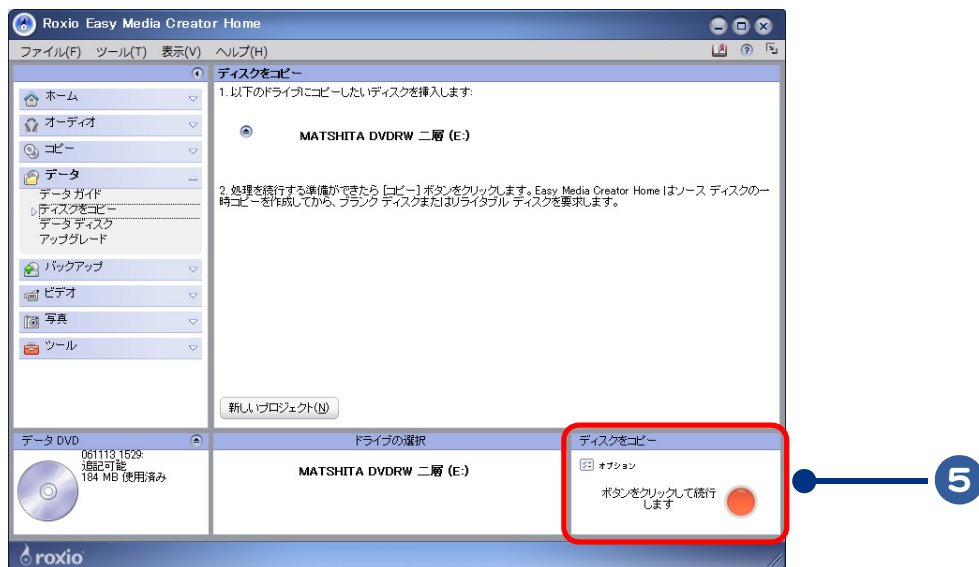 Roxio Easy Media Creator Home
ファイル(F) ツール(T) 表示(V) ヘルプ(H)
ホーム
オーディオ
コピー
データ
データ ガイド
ディスクをコピー
データ ディスク
アップグレード
バックアップ
ビデオ
写真
ツール
ディスクをコピー
1. 以下のドライブにコピーしたいディスクを挿入します:
MATSHITA DVDRW 二層 (E:)
2. 処理を続行する準備ができたら [コピー] ボタンをクリックします。Easy Media Creator Home はソース ディスクの一
時コピーを作成してから、ブランク ディスクまたはリライタブル ディスクを要求します。
新しいプロジェクト(N)
データ DVD
061113_1529:
追記可能
184 MB 使用済み
ドライブの選択
MATSHITA DVDRW 二層 (E:)
ディスクをコピー
オプション
ボタンをクリックして続行
します
5
roxio